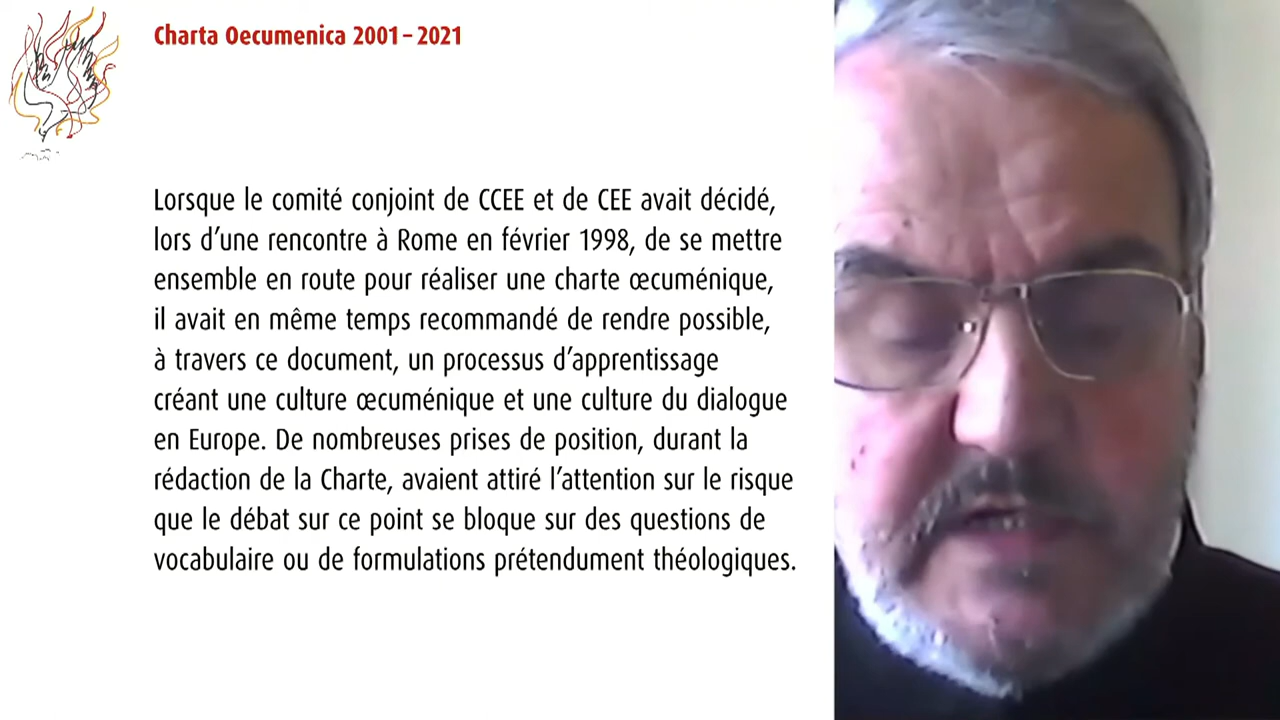 Charta Oecumenica 2001 – 2021
Lorsque le comité conjoint de CCEE et de CEE avait décidé,
lors d’une rencontre à Rome en février 1998, de se mettre
ensemble en route pour réaliser une charte œcuménique,
il avait en même temps recommandé de rendre possible,
à travers ce document, un processus d’apprentissage
créant une culture œcuménique et une culture du dialogue
en Europe. De nombreuses prises de position, durant la
rédaction de la Charte, avaient attiré l’attention sur le risque
que le débat sur ce point se bloque sur des questions de
vocabulaire ou de formulations prétendument théologiques.